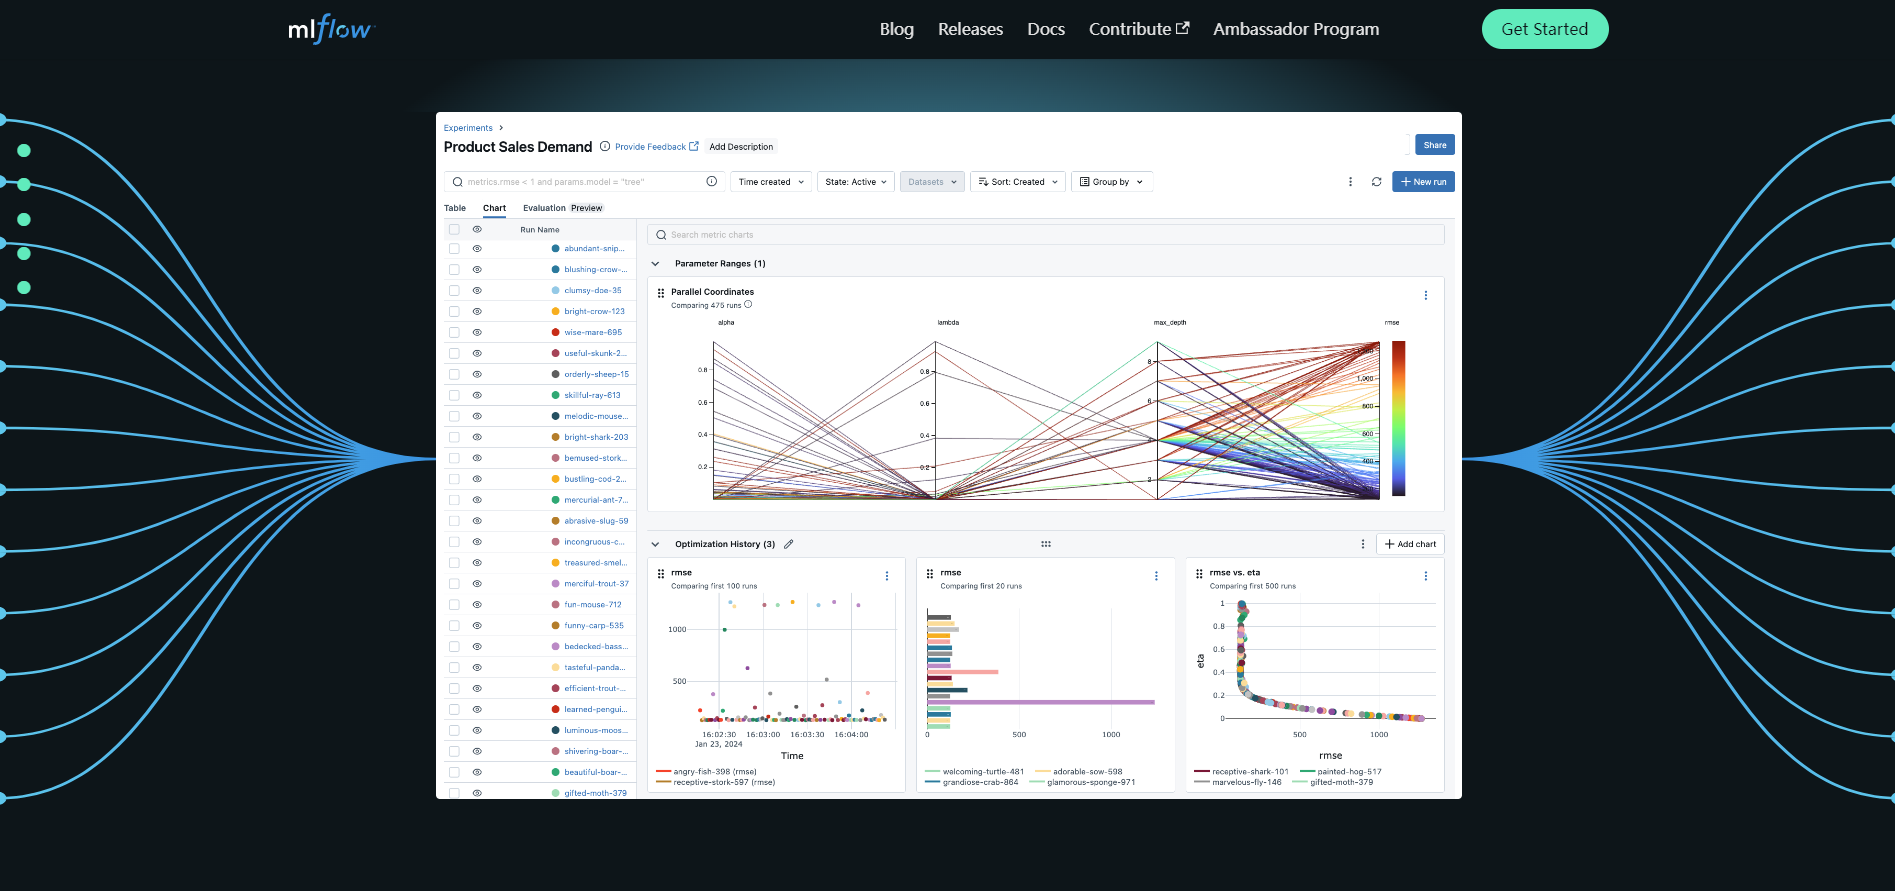 mlflow
Blog Releases Docs Contribute Ambassador Program
Get Started
Experiments
Product Sales Demand Provide Feedback Add Description
Share
metrics.rmse < 1 and params.model = "tree" Time created State: Active Datasets Sort: Created Group by
New run
Table Chart Evaluation Preview
Run Name
abundant-snip...
blushing-crow-...
clumsy-doe-35
bright-crow-123
wise-mare-695
useful-skunk-2...
orderly-sheep-15
skillful-ray-613
melodic-mouse...
bright-shark-203
bemused-stork...
bustling-cod-2...
mercurial-ant-7...
abrasive-slug-59
incongruous-c...
treasured-smel...
merciful-trout-37
fun-mouse-712
funny-carp-535
bedecked-bass...
tasteful-panda...
efficient-trout-...
learned-pengui...
luminous-moos...
shivering-boar-...
beautiful-boar-...
gifted-moth-379
Search metric charts
Parameter Ranges (1)
Parallel Coordinates
Comparing 475 runs
alpha lambda max_depth rmse
0.8
0.6
0.4
0.2
0.8
0.6
0.4
0.2
8
6
1,000
800
600
400
Optimization History (3)
Add chart
rmse
Comparing first 100 runs
1000
500
16:02:30 16:03:00 16:03:30 16:04:00
Jan 23, 2024
Time
angry-fish-398 (rmse)
receptive-stork-597 (rmse)
rmse
Comparing first 20 runs
0 500 1000
welcoming-turtle-481 adorable-sow-598
grandiose-crab-864 glamorous-sponge-971
rmse vs. eta
Comparing first 500 runs
1
0.8
0.6
0.4
0.2
0
eta
500 1000
rmse
receptive-shark-101 painted-hog-517
marvelous-fly-146 gifted-moth-379